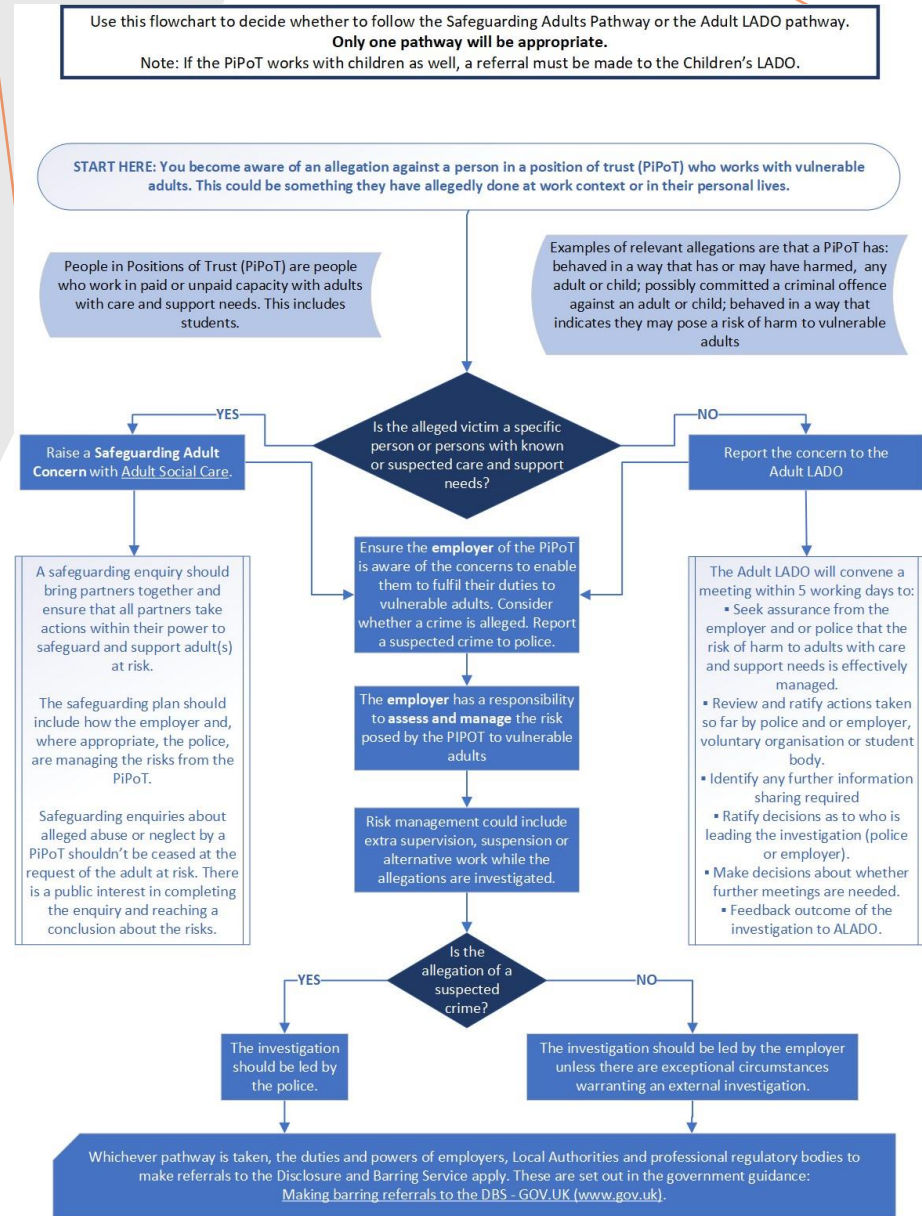 Use this flowchart to decide whether to follow the Safeguarding Adults Pathway or the Adult LADO pathway.
Only one pathway will be appropriate.
Note: If the PiPoT works with children as well, a referral must be made to the Children's LADO.
START HERE: You become aware of an allegation against a person in a position of trust (PiPoT) who works with vulnerable
adults. This could be something they have allegedly done at work context or in their personal lives.
People in Positions of Trust (PiPoT) are people
who work in paid or unpaid capacity with adults
with care and support needs. This includes
students.
Examples of relevant allegations are that a PiPoT has:
behaved in a way that has or may have harmed, any
adult or child; possibly committed a criminal offence
against an adult or child; behaved in a way that
indicates they may pose a risk of harm to vulnerable
adults
Is the alleged victim a specific
person or persons with known
or suspected care and support
needs?
YES
NO
Raise a Safeguarding Adult
Concern with Adult Social Care.
Report the concern to the
Adult LADO
A safeguarding enquiry should
bring partners together and
ensure that all partners take
actions within their power to
safeguard and support adult(s)
at risk.
The safeguarding plan should
include how the employer and,
where appropriate, the police,
are managing the risks from the
PiPoT.
Safeguarding enquiries about
alleged abuse or neglect by a
PiPoT shouldn't be ceased at the
request of the adult at risk. There
is a public interest in completing
the enquiry and reaching a
conclusion about the risks.
Ensure the employer of the PiPoT
is aware of the concerns to enable
them to fulfil their duties to
vulnerable adults. Consider
whether a crime is alleged. Report
a suspected crime to police.
The employer has a responsibility
to assess and manage the risk
posed by the PIPOT to vulnerable
adults
Risk management could include
extra supervision, suspension or
alternative work while the
allegations are investigated.
The Adult LADO will convene a
meeting within 5 working days to:
▪ Seek assurance from the
employer and or police that the
risk of harm to adults with care
and support needs is effectively
managed.
▪ Review and ratify actions taken
so far by police and or employer,
voluntary organisation or student
body.
▪ Identify any further information
sharing required
▪ Ratify decisions as to who is
leading the investigation (police
or employer).
▪ Make decisions about whether
further meetings are needed.
▪ Feedback outcome of the
investigation to ALADO.
Is the
allegation of a
suspected
crime?
YES
NO
The investigation
should be led by
the police.
The investigation should be led by the employer
unless there are exceptional circumstances
warranting an external investigation.
Whichever pathway is taken, the duties and powers of employers, Local Authorities and professional regulatory bodies to
make referrals to the Disclosure and Barring Service apply. These are set out in the government guidance:
Making barring referrals to the DBS - GOV.UK (www.gov.uk).